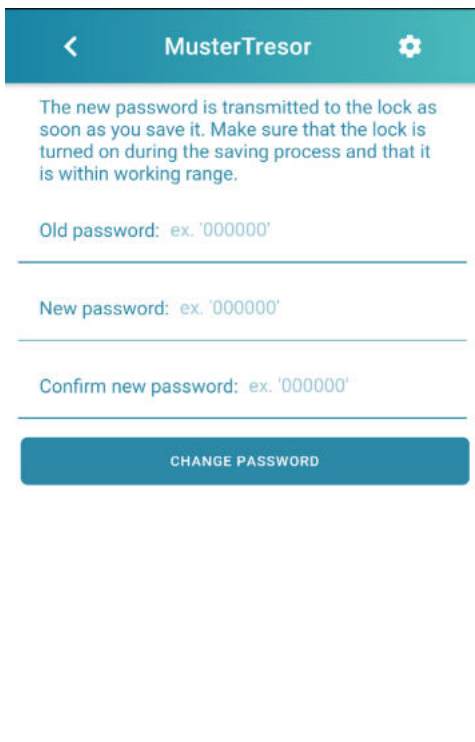 MusterTresor
The new password is transmitted to the lock as
soon as you save it. Make sure that the lock is
turned on during the saving process and that it
is within working range.
Old password: ex. '000000'
New password: ex. '000000'
Confirm new password: ex. '000000'
CHANGE PASSWORD